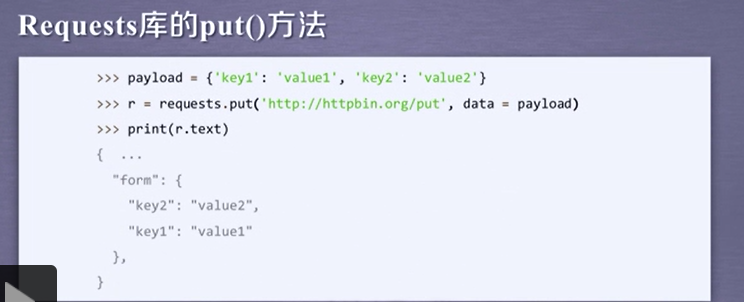 Requests库的put()方法
>>> payload = {'key1': 'value1', 'key2': 'value2'}
>>> r = requests.put('http://httpbin.org/put', data = payload)
>>> print(r.text)
{  ...
  "form": {
    "key2": "value2",
    "key1": "value1"
  },
}